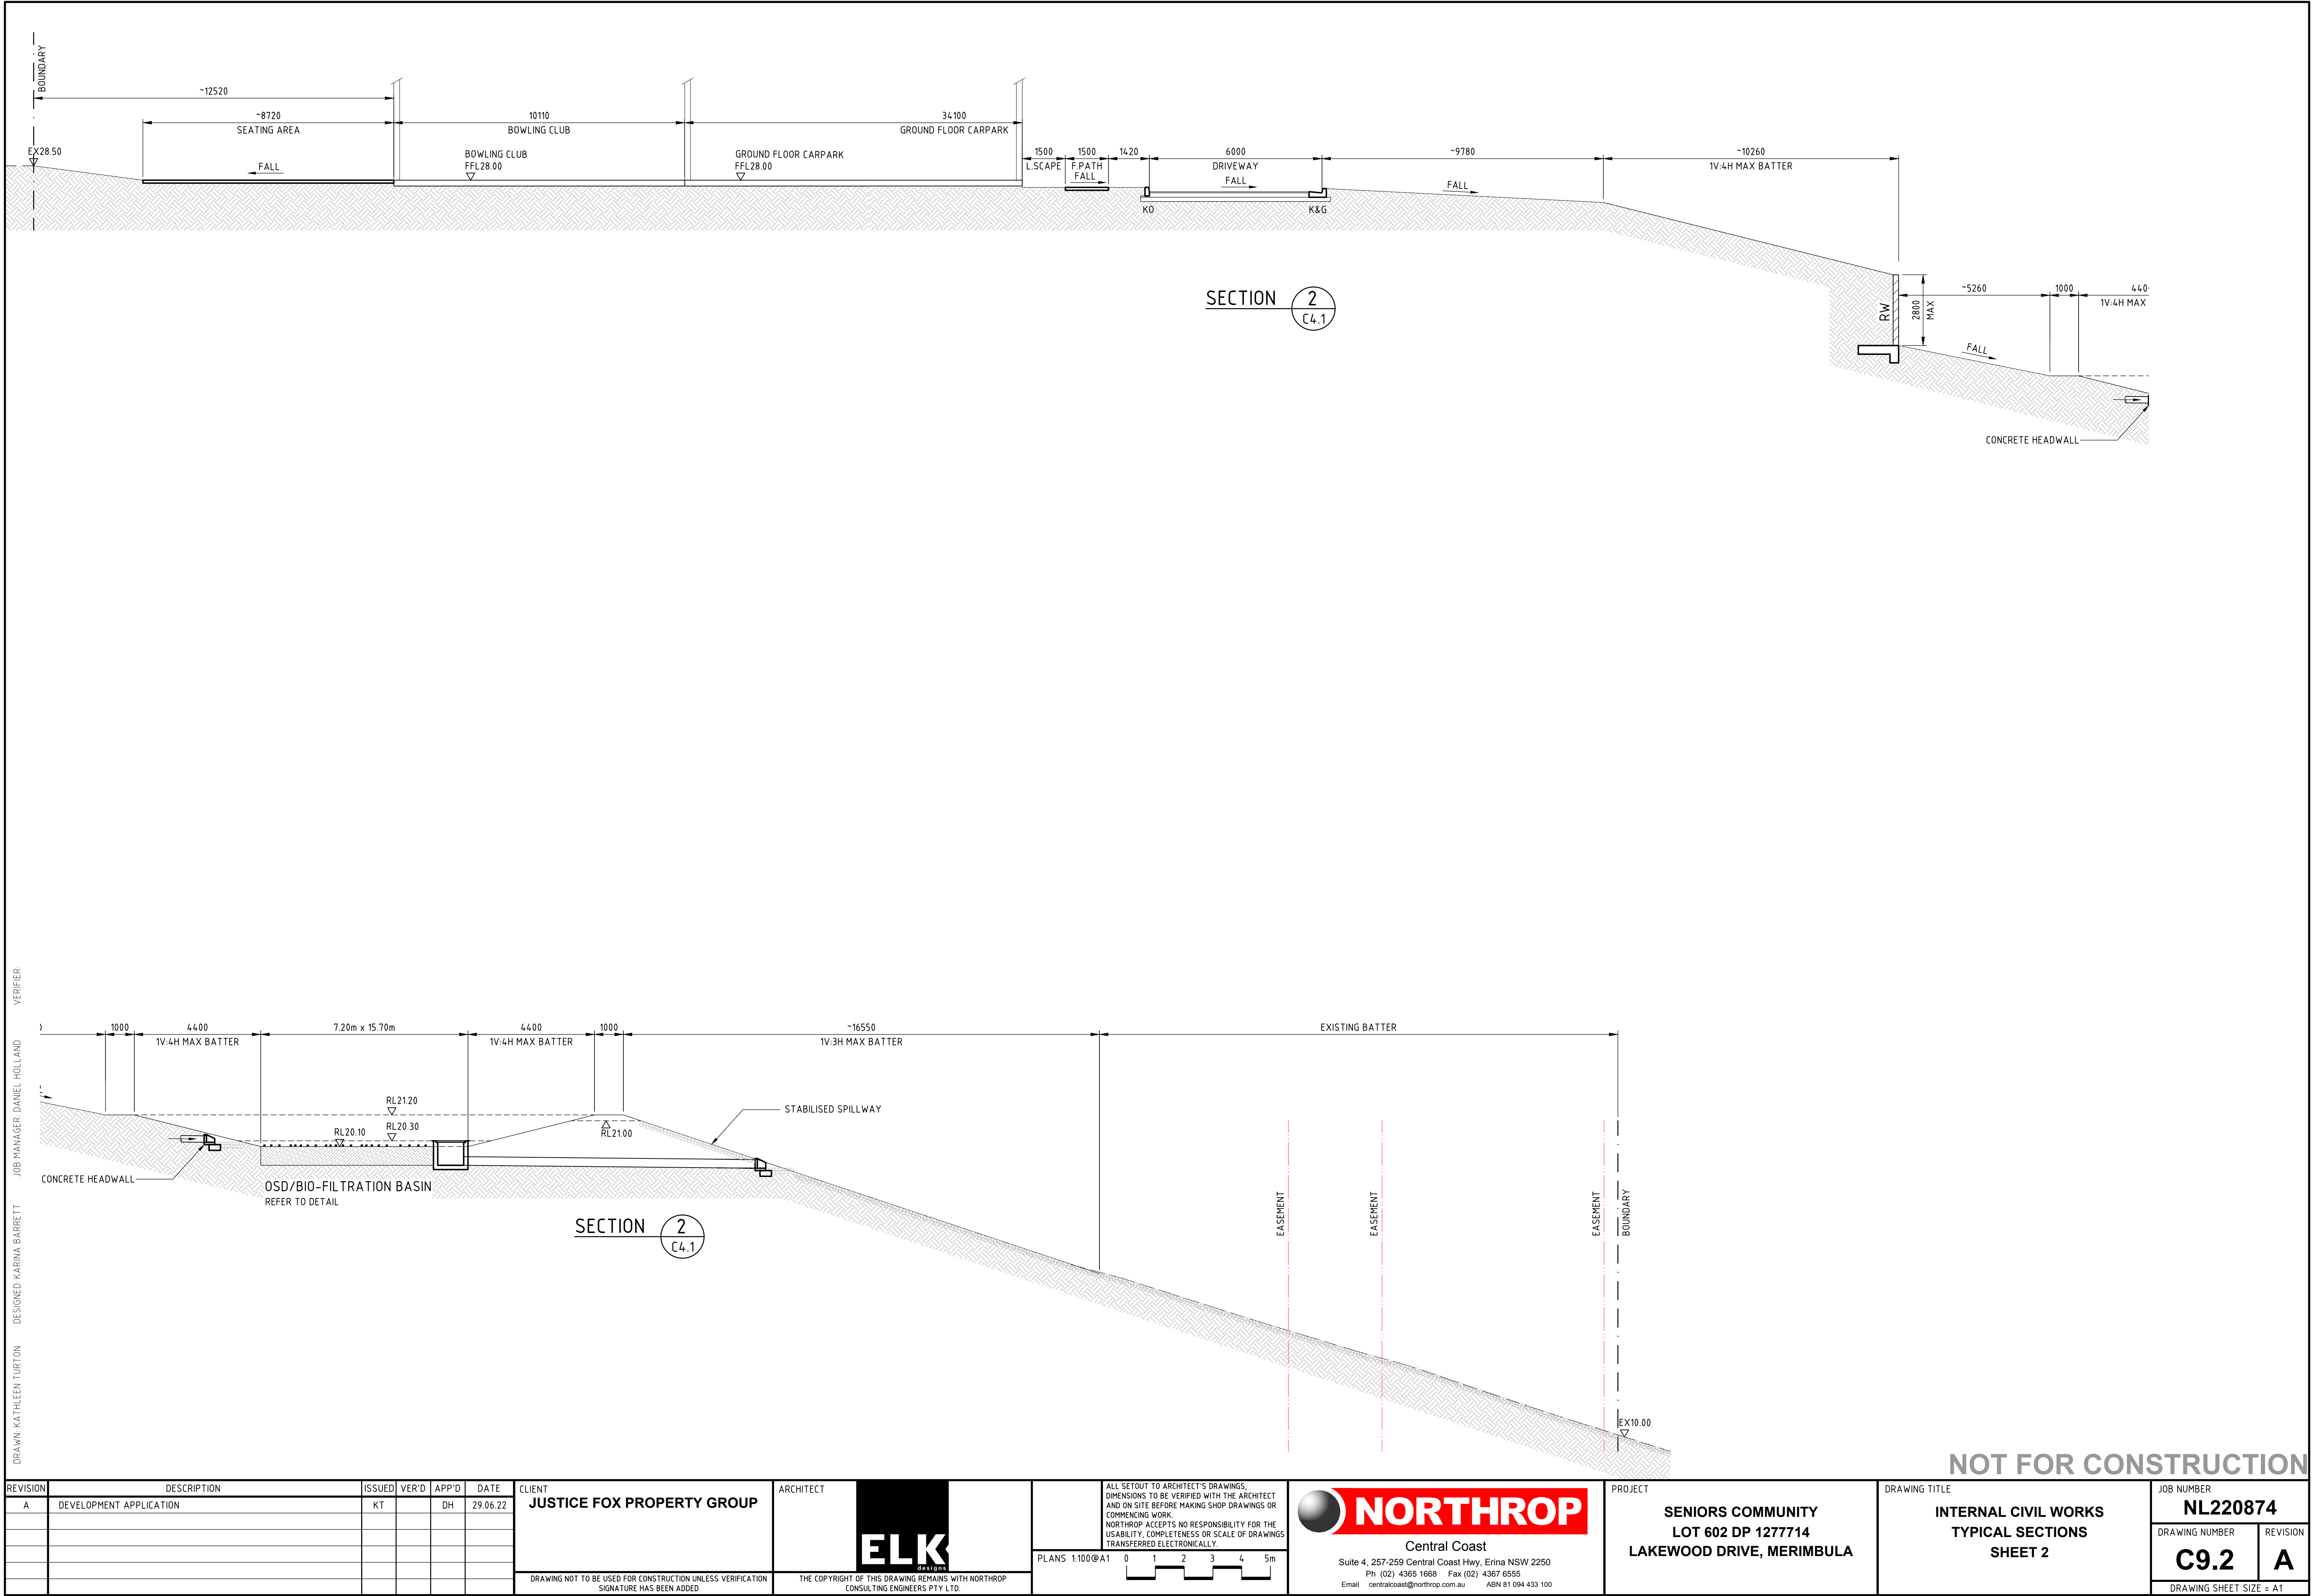 BOUNDARY
~12520
~8720
SEATING AREA
10110
BOWLING CLUB
34100
GROUND FLOOR CARPARK
EX28.50
FALL
BOWLING CLUB
FFL28.00
GROUND FLOOR CARPARK
FFL28.00
1500
L.SCAPE
1500
F.PATH
FALL
1420
6000
DRIVEWAY
FALL
~9780
FALL
~10260
1V:4H MAX BATTER
KO
K&G
SECTION 2
C4.1
RW
2800
MAX
~5260
1000
440
1V:4H MAX
FALL
CONCRETE HEADWALL
1000
4400
1V:4H MAX BATTER
7.20m x 15.70m
4400
1V:4H MAX BATTER
1000
~16550
1V:3H MAX BATTER
EXISTING BATTER
RL21.20
RL20.30
RL20.10
RL21.00
STABILISED SPILLWAY
CONCRETE HEADWALL
OSD/BIO-FILTRATION BASIN
REFER TO DETAIL
SECTION 2
C4.1
EASEMENT
EASEMENT
EASEMENT
BOUNDARY
EX10.00
DRAWN: KATHLEEN TURTON DESIGNED: KARINA BARRETT JOB MANAGER: DANIEL HOLLAND VERIFIER:
NOT FOR CONSTRUCTION
REVISION DESCRIPTION ISSUED VER'D APP'D DATE
A DEVELOPMENT APPLICATION KT DH 29.06.22
CLIENT
JUSTICE FOX PROPERTY GROUP
DRAWING NOT TO BE USED FOR CONSTRUCTION UNLESS VERIFICATION
SIGNATURE HAS BEEN ADDED
ARCHITECT
ELK
designs
THE COPYRIGHT OF THIS DRAWING REMAINS WITH NORTHROP
CONSULTING ENGINEERS PTY LTD.
ALL SETOUT TO ARCHITECT'S DRAWINGS,
DIMENSIONS TO BE VERIFIED WITH THE ARCHITECT
AND ON SITE BEFORE MAKING SHOP DRAWINGS OR
COMMENCING WORK.
NORTHROP ACCEPTS NO RESPONSIBILITY FOR THE
USABILITY, COMPLETENESS OR SCALE OF DRAWINGS
TRANSFERRED ELECTRONICALLY.
PLANS 1:100@A1 0 1 2 3 4 5m
NORTHROP
Central Coast
Suite 4, 257-259 Central Coast Hwy, Erina NSW 2250
Ph (02) 4365 1668 Fax (02) 4367 6555
Email centralcoast@northrop.com.au ABN 81 094 433 100
PROJECT
SENIORS COMMUNITY
LOT 602 DP 1277714
LAKEWOOD DRIVE, MERIMBULA
DRAWING TITLE
INTERNAL CIVIL WORKS
TYPICAL SECTIONS
SHEET 2
JOB NUMBER
NL220874
DRAWING NUMBER
C9.2
REVISION
A
DRAWING SHEET SIZE = A1